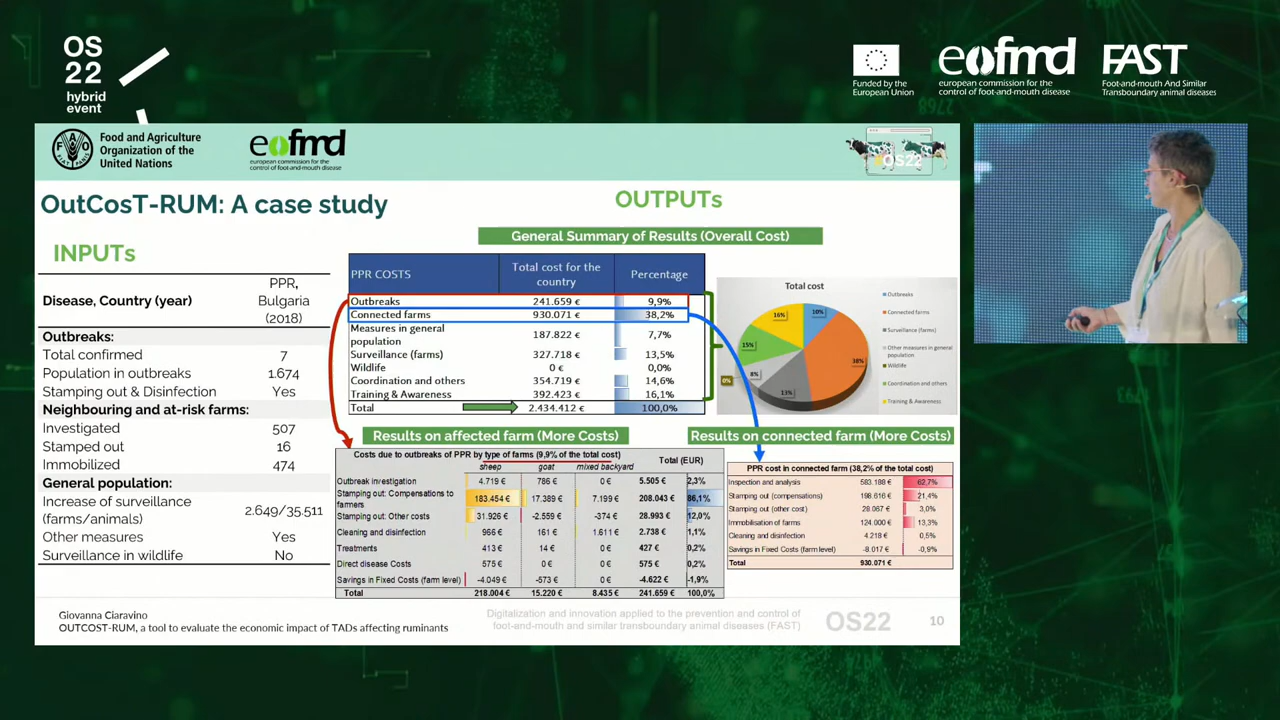 OS
22
hybrid
event
Funded by the
European Union
eofmd
european commission for the
control of foot-and-mouth disease
FAST
Foot-and-mouth And Similar
Transboundary animal diseases
Food and Agriculture
Organization of the
United Nations
eofmd
european commission for the
control of foot-and-mouth disease
#OS22
OutCosT-RUM: A case study
OUTPUTs
INPUTs
General Summary of Results (Overall Cost)
Disease, Country (year) PPR, Bulgaria (2018)
Outbreaks:
Total confirmed 7
Population in outbreaks 1.674
Stamping out & Disinfection Yes
Neighbouring and at-risk farms:
Investigated 507
Stamped out 16
Immobilized 474
General population:
Increase of surveillance (farms/animals) 2.649/35.511
Other measures Yes
Surveillance in wildlife No
PPR COSTS Total cost for the country Percentage
Outbreaks 241.659 € 9,9%
Connected farms 930.071 € 38,2%
Measures in general population 187.822 € 7,7%
Surveillance (farms) 327.718 € 13,5%
Wildlife 0 € 0,0%
Coordination and others 354.719 € 14,6%
Training & Awareness 392.423 € 16,1%
Total 2.434.412 € 100,0%
Total cost
10%
38%
13%
8%
0%
15%
16%
Outbreaks
Connected farms
Surveillance (farms)
Other measures in general
population
Wildlife
Coordination and others
Training & Awareness
Results on affected farm (More Costs)
Costs due to outbreaks of PPR by type of farms (9,9% of the total cost)
sheep goat mixed backyard Total (EUR)
Outbreak investigation 4.719 € 786 € 0 € 5.505 € 2,3%
Stamping out: Compensations to farmers 183.454 € 17.389 € 7.199 € 208.043 € 86,1%
Stamping out: Other costs 31.926 € -2.559 € -374 € 28.993 € 12,0%
Cleaning and disinfection 966 € 161 € 1.611 € 2.738 € 1,1%
Treatments 413 € 14 € 0 € 427 € 0,2%
Direct disease Costs 575 € 0 € 0 € 575 € 0,2%
Savings in Fixed Costs (farm level) -4.049 € -573 € 0 € -4.622 € -1,9%
Total 218.004 € 15.220 € 8.435 € 241.659 € 100,0%
Results on connected farm (More Costs)
PPR cost in connected farm (38,2% of the total cost)
Inspection and analysis 583.188 € 62,7%
Stamping out (compensations) 198.616 € 21,4%
Stamping out (other cost) 28.067 € 3,0%
Immobilisation of farms 124.000 € 13,3%
Cleaning and disinfection 4.218 € 0,5%
Savings in Fixed Costs (farm level) -8.017 € -0,9%
Total 930.071 €
Giovanna Ciaravino
OUTCOST-RUM, a tool to evaluate the economic impact of TADs affecting ruminants
Digitalization and innovation applied to the prevention and control of
foot-and-mouth and similar transboundary animal diseases (FAST)
OS22
10